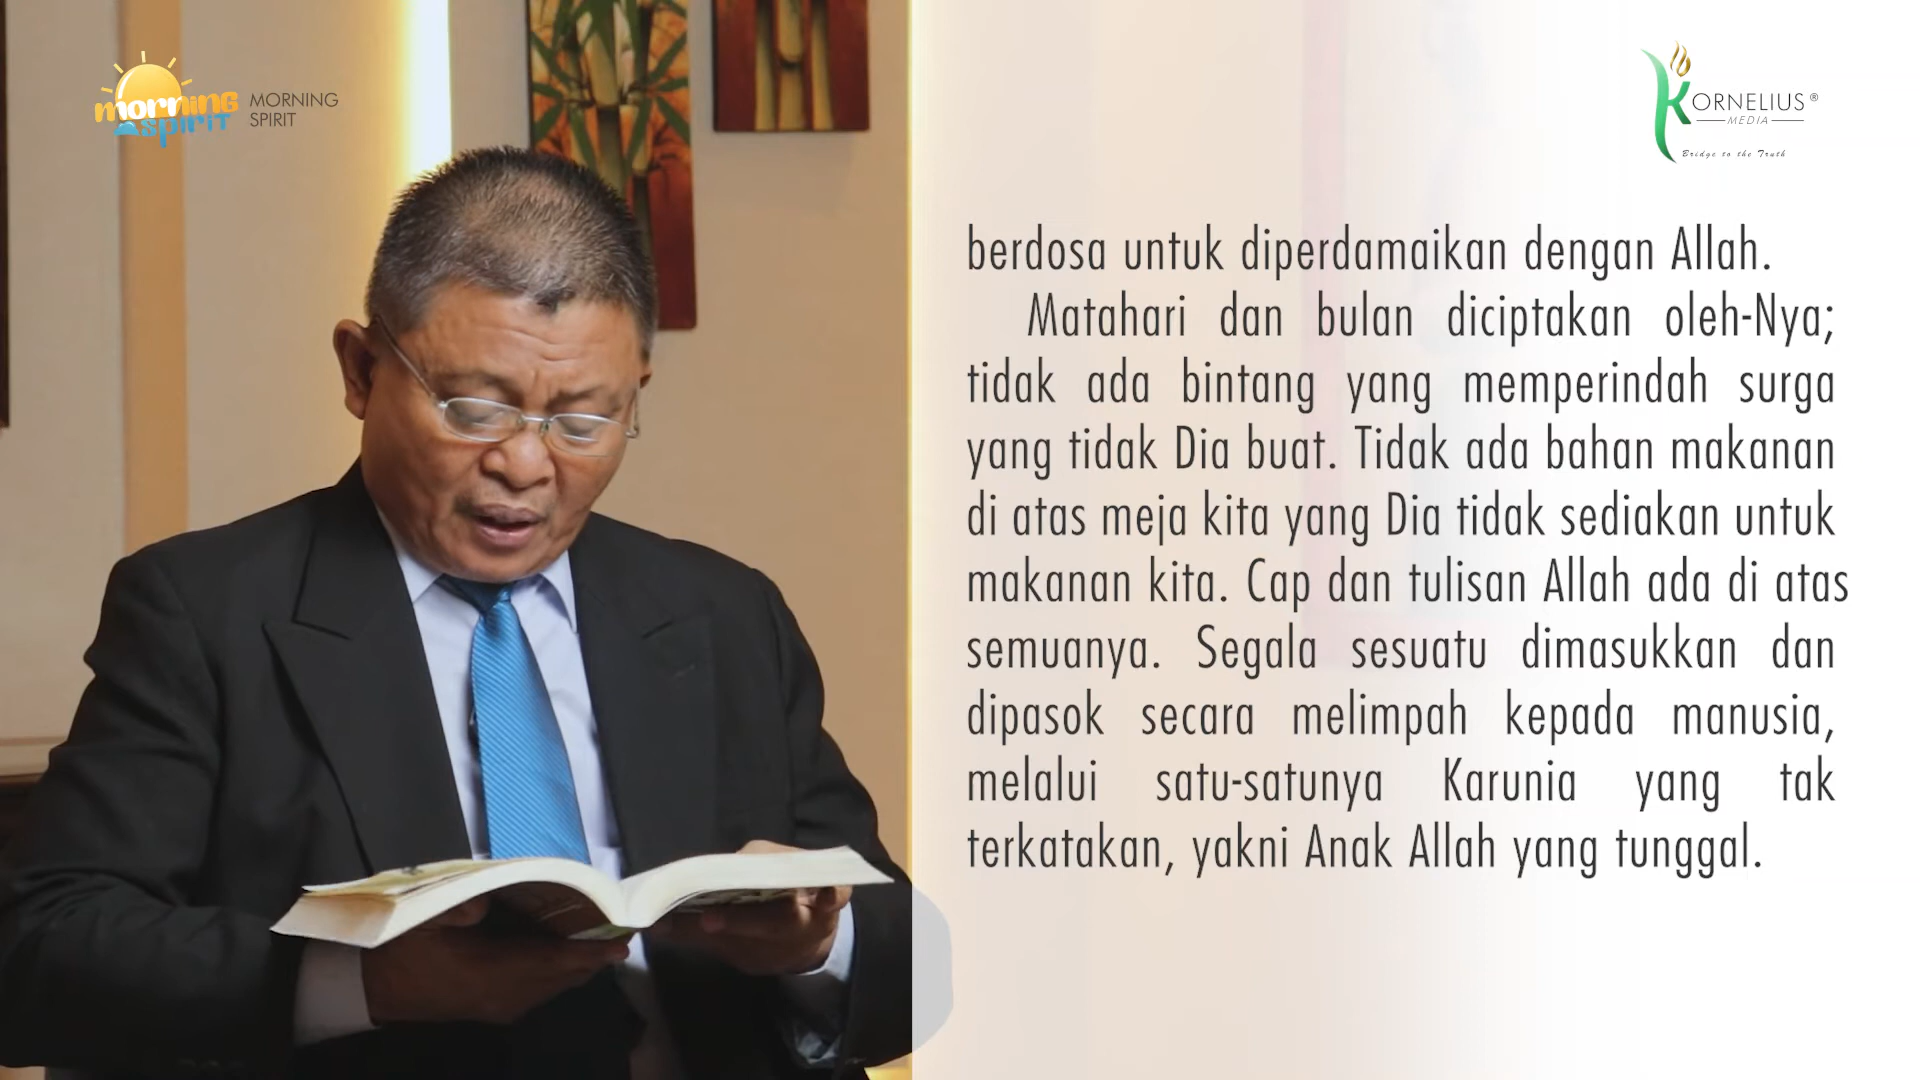 morning
spirit
MORNING
SPIRIT
KORNELIUS®
MEDIA
Bridge to the Truth
berdosa untuk diperdamaikan dengan Allah.
Matahari dan bulan diciptakan oleh-Nya;
tidak ada bintang yang memperindah surga
yang tidak Dia buat. Tidak ada bahan makanan
di atas meja kita yang Dia tidak sediakan untuk
makanan kita. Cap dan tulisan Allah ada di atas
semuanya. Segala sesuatu dimasukkan dan
dipasok secara melimpah kepada manusia,
melalui satu-satunya Karunia yang tak
terkatakan, yakni Anak Allah yang tunggal.